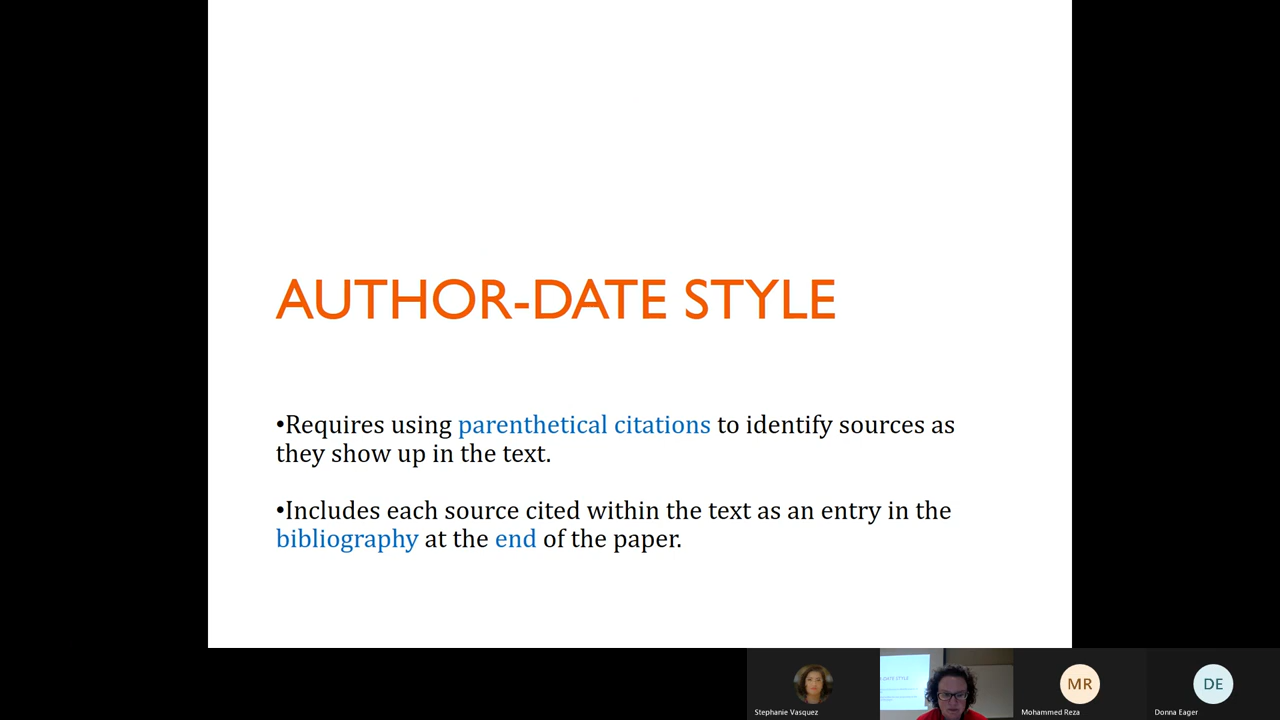 AUTHOR-DATE STYLE
•Requires using parenthetical citations to identify sources as
they show up in the text.
•Includes each source cited within the text as an entry in the
bibliography at the end of the paper.
Stephanie Vasquez
-DATE STYLE
MR
Mohammed Reza
DE
Donna Eager